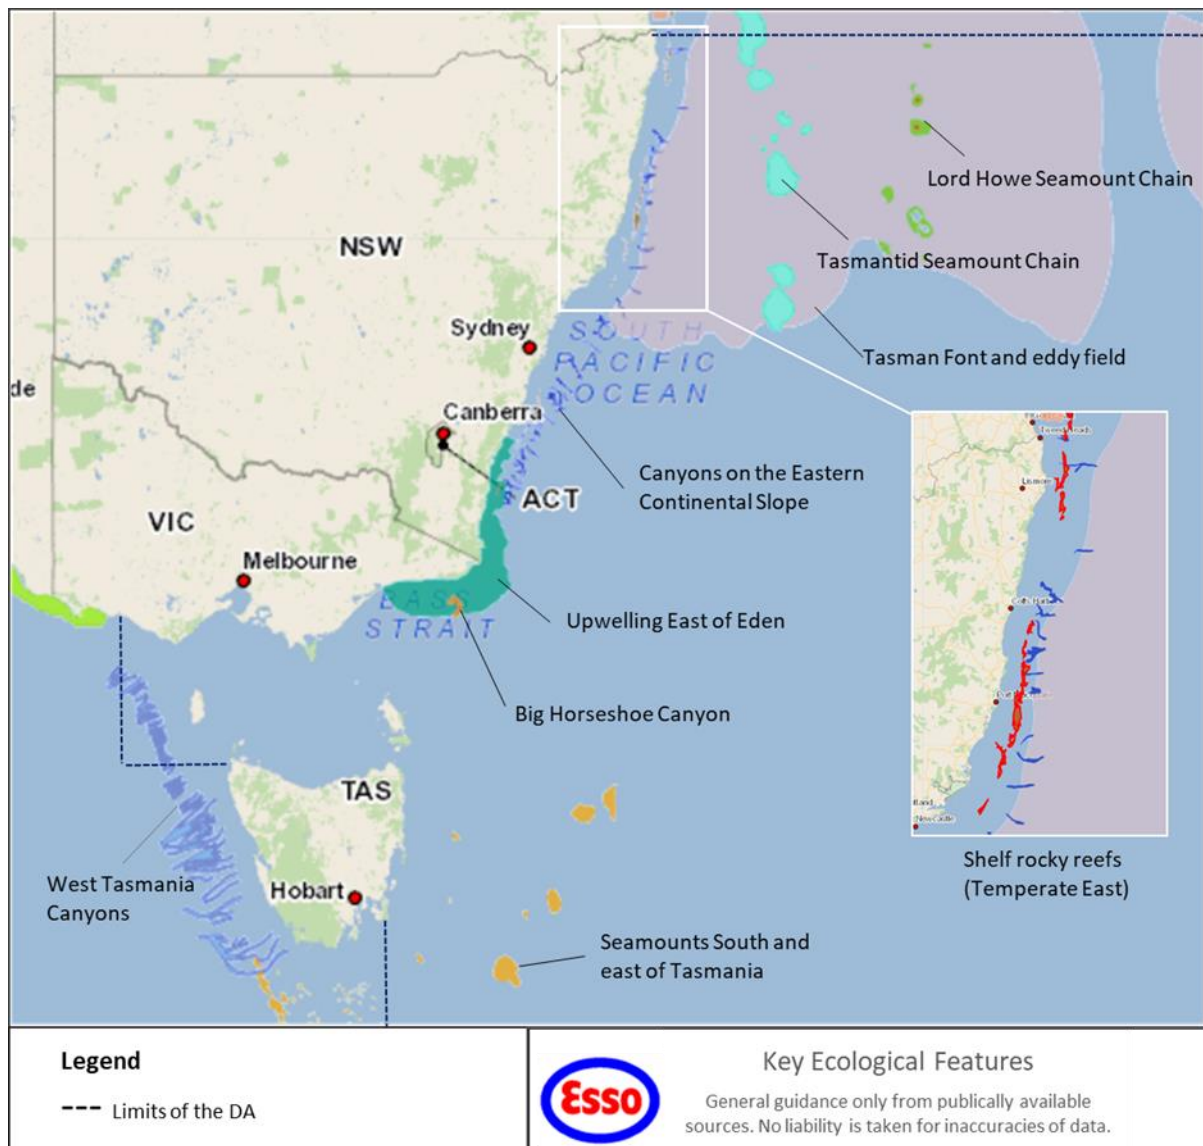 Lord Howe Seamount Chain
NSW
Tasmantid Seamount Chain
Sydney
SOUTH
PACIFIC
OCEAN
Tasman Font and eddy field
de
Canberra
Canyons on the Eastern
Continental Slope
ACT
VIC
Melbourne
BASS
STRAIT
Upwelling East of Eden
Big Horseshoe Canyon
Lismore
Newcastle
TAS
Shelf rocky reefs
(Temperate East)
West Tasmania
Canyons
Hobart
Seamounts South and
east of Tasmania
Legend
Limits of the DA
Esso
Key Ecological Features
General guidance only from publically available
sources. No liability is taken for inaccuracies of data.